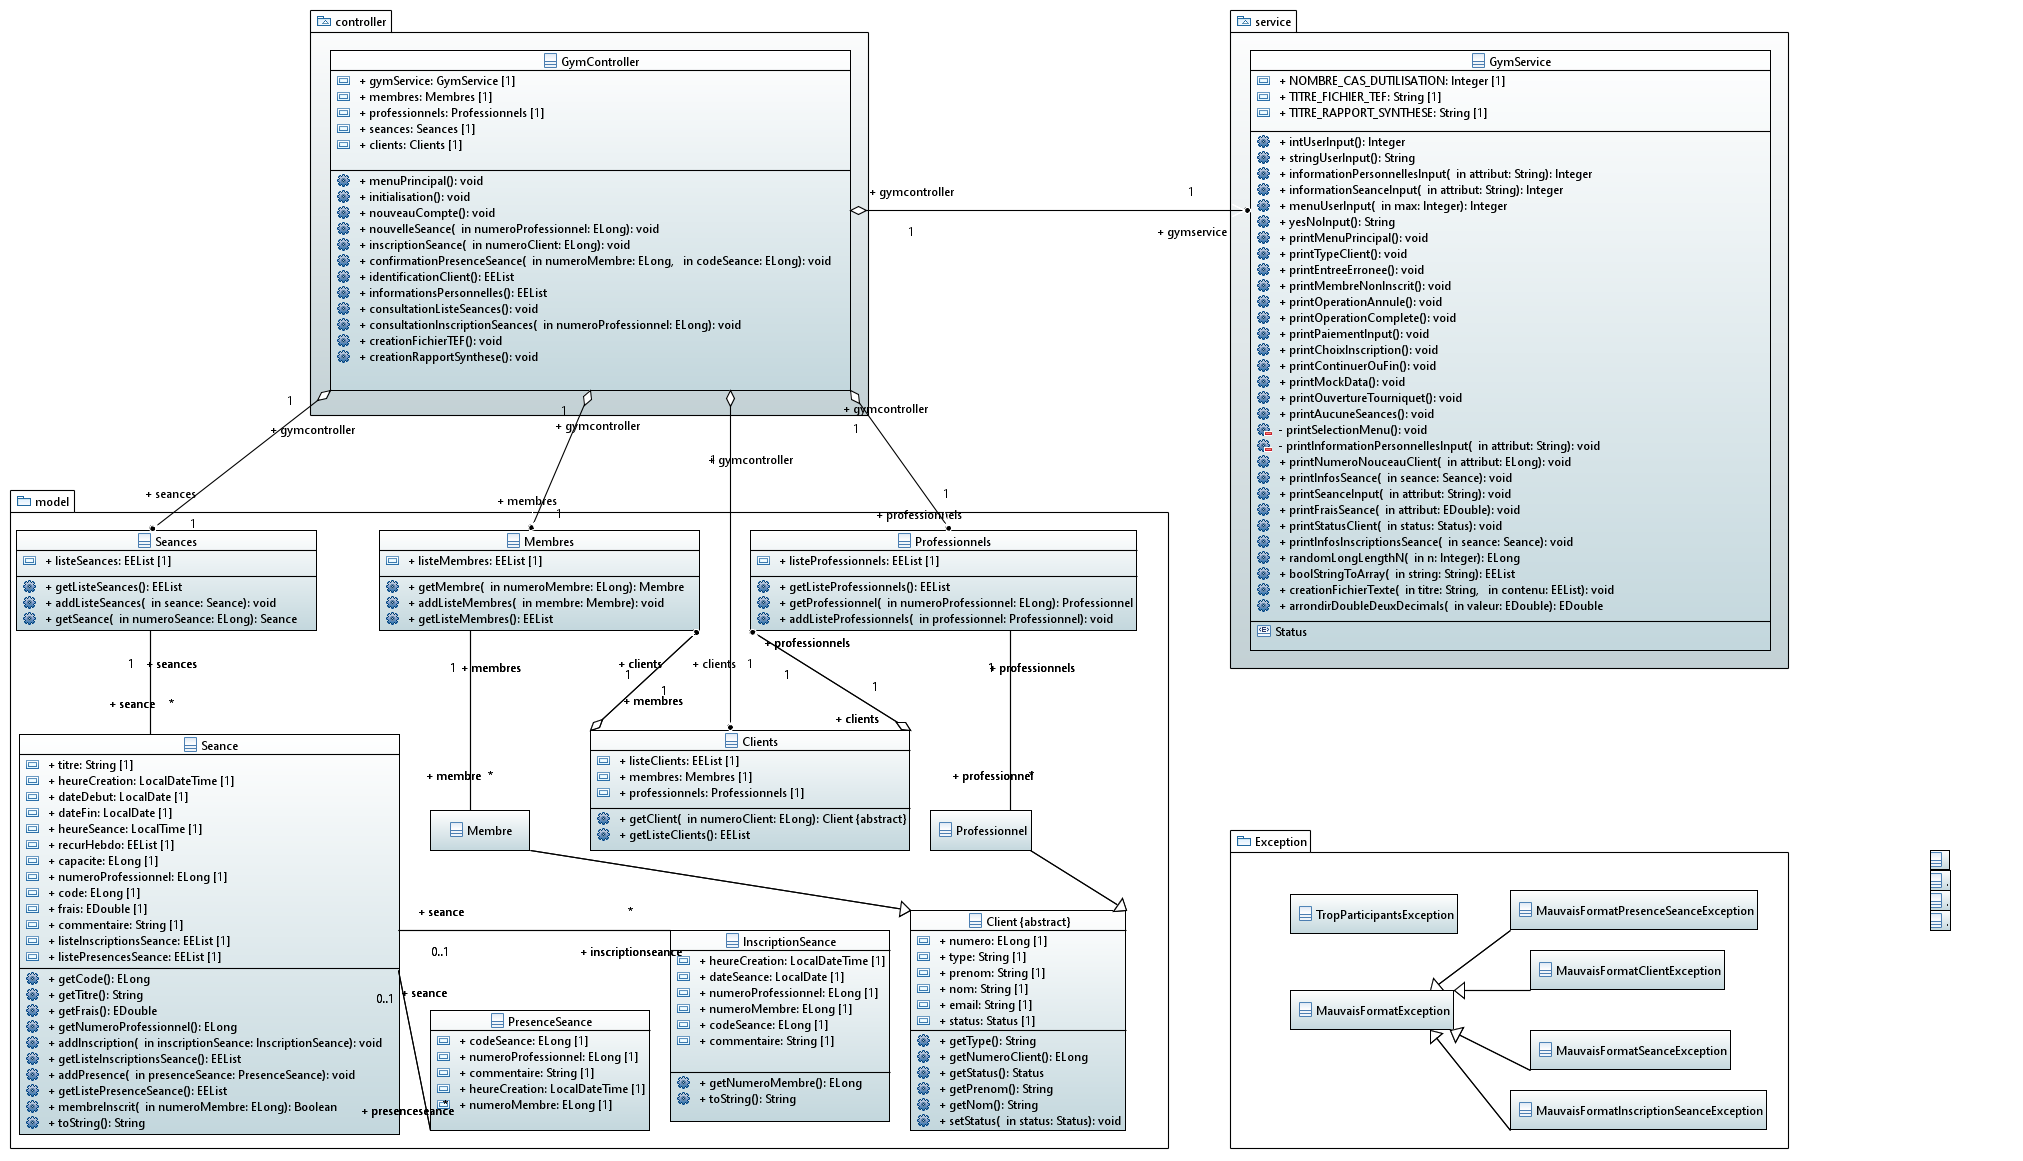 controller
GymController
+ gymService: GymService [1]
+ membres: Membres [1]
+ professionnels: Professionnels [1]
+ seances: Seances [1]
+ clients: Clients [1]
+ menuPrincipal(): void
+ initialisation(): void
+ nouveauCompte(): void
+ nouvelleSeance( in numeroProfessionnel: ELong): void
+ inscriptionSeance( in numeroClient: ELong): void
+ confirmationPresenceSeance( in numeroMembre: ELong, in codeSeance: ELong): void
+ identificationClient(): EEList
+ informationsPersonnelles(): EEList
+ consultationListeSeances(): void
+ consultationInscriptionSeances( in numeroProfessionnel: ELong): void
+ creationFichierTEF(): void
+ creationRapportSynthese(): void
+ gymcontroller
1
1
+ gymservice
service
GymService
+ NOMBRE_CAS_DUTILISATION: Integer [1]
+ TITRE_FICHIER_TEF: String [1]
+ TITRE_RAPPORT_SYNTHESE: String [1]
+ intUserInput(): Integer
+ stringUserInput(): String
+ informationPersonnellesInput( in attribut: String): Integer
+ informationSeanceInput( in attribut: String): Integer
+ menuUserInput( in max: Integer): Integer
+ yesNoInput(): String
+ printMenuPrincipal(): void
+ printTypeClient(): void
+ printEntreeErronee(): void
+ printMembreNonInscrit(): void
+ printOperationAnnule(): void
+ printOperationComplete(): void
+ printPaiementInput(): void
+ printChoixInscription(): void
+ printContinuerOuFin(): void
+ printMockData(): void
+ printOuvertureTourniquet(): void
+ printAucuneSeances(): void
- printSelectionMenu(): void
- printInformationPersonnellesInput( in attribut: String): void
+ printNumeroNouceauClient( in attribut: ELong): void
+ printInfosSeance( in seance: Seance): void
+ printSeanceInput( in attribut: String): void
+ printFraisSeance( in attribut: EDouble): void
+ printStatusClient( in status: Status): void
+ printInfosInscriptionsSeance( in seance: Seance): void
+ randomLongLengthN( in n: Integer): ELong
+ boolStringToArray( in string: String): EEList
+ creationFichierTexte( in titre: String, in contenu: EEList): void
+ arrondirDoubleDeuxDecimals( in valeur: EDouble): EDouble
Status
1
+ gymcontroller
1
+ gymcontroller
1
+ gymcontroller
+ gymcontroller
1
+ seances
1
+ membres
1
1
+ professionnels
model
Seances
+ listeSeances: EEList [1]
+ getListeSeances(): EEList
+ addListeSeances( in seance: Seance): void
+ getSeance( in numeroSeance: ELong): Seance
Membres
+ listeMembres: EEList [1]
+ getMembre( in numeroMembre: ELong): Membre
+ addListeMembres( in membre: Membre): void
+ getListeMembres(): EEList
Professionnels
+ listeProfessionnels: EEList [1]
+ getListeProfessionnels(): EEList
+ getProfessionnel( in numeroProfessionnel: ELong): Professionnel
+ addListeProfessionnels( in professionnel: Professionnel): void
1
+ seances
+ seance
*
1
+ membres
+ membre
*
+ clients
1
1
+ membres
+ clients
1
+ professionnels
1
1
+ clients
1
+ professionnels
+ professionnel
*
Seance
+ titre: String [1]
+ heureCreation: LocalDateTime [1]
+ dateDebut: LocalDate [1]
+ dateFin: LocalDate [1]
+ heureSeance: LocalTime [1]
+ recurHebdo: EEList [1]
+ capacite: ELong [1]
+ numeroProfessionnel: ELong [1]
+ code: ELong [1]
+ frais: EDouble [1]
+ commentaire: String [1]
+ listeInscriptionsSeance: EEList [1]
+ listePresencesSeance: EEList [1]
+ getCode(): ELong
+ getTitre(): String
+ getFrais(): EDouble
+ getNumeroProfessionnel(): ELong
+ addInscription( in inscriptionSeance: InscriptionSeance): void
+ getListeInscriptionsSeance(): EEList
+ addPresence( in presenceSeance: PresenceSeance): void
+ getListePresenceSeance(): EEList
+ membreInscrit( in numeroMembre: ELong): Boolean
+ toString(): String
Membre
Clients
+ listeClients: EEList [1]
+ membres: Membres [1]
+ professionnels: Professionnels [1]
+ getClient( in numeroClient: ELong): Client {abstract}
+ getListeClients(): EEList
Professionnel
+ seance
*
0..1
+ inscriptionseance
0..1
+ seance
+ presenceseance
*
PresenceSeance
+ codeSeance: ELong [1]
+ numeroProfessionnel: ELong [1]
+ commentaire: String [1]
+ heureCreation: LocalDateTime [1]
+ numeroMembre: ELong [1]
InscriptionSeance
+ heureCreation: LocalDateTime [1]
+ dateSeance: LocalDate [1]
+ numeroProfessionnel: ELong [1]
+ numeroMembre: ELong [1]
+ codeSeance: ELong [1]
+ commentaire: String [1]
+ getNumeroMembre(): ELong
+ toString(): String
Client {abstract}
+ numero: ELong [1]
+ type: String [1]
+ prenom: String [1]
+ nom: String [1]
+ email: String [1]
+ status: Status [1]
+ getType(): String
+ getNumeroClient(): ELong
+ getStatus(): Status
+ getPrenom(): String
+ getNom(): String
+ setStatus( in status: Status): void
Exception
TropParticipantsException
MauvaisFormatPresenceSeanceException
MauvaisFormatClientException
MauvaisFormatException
MauvaisFormatSeanceException
MauvaisFormatInscriptionSeanceException